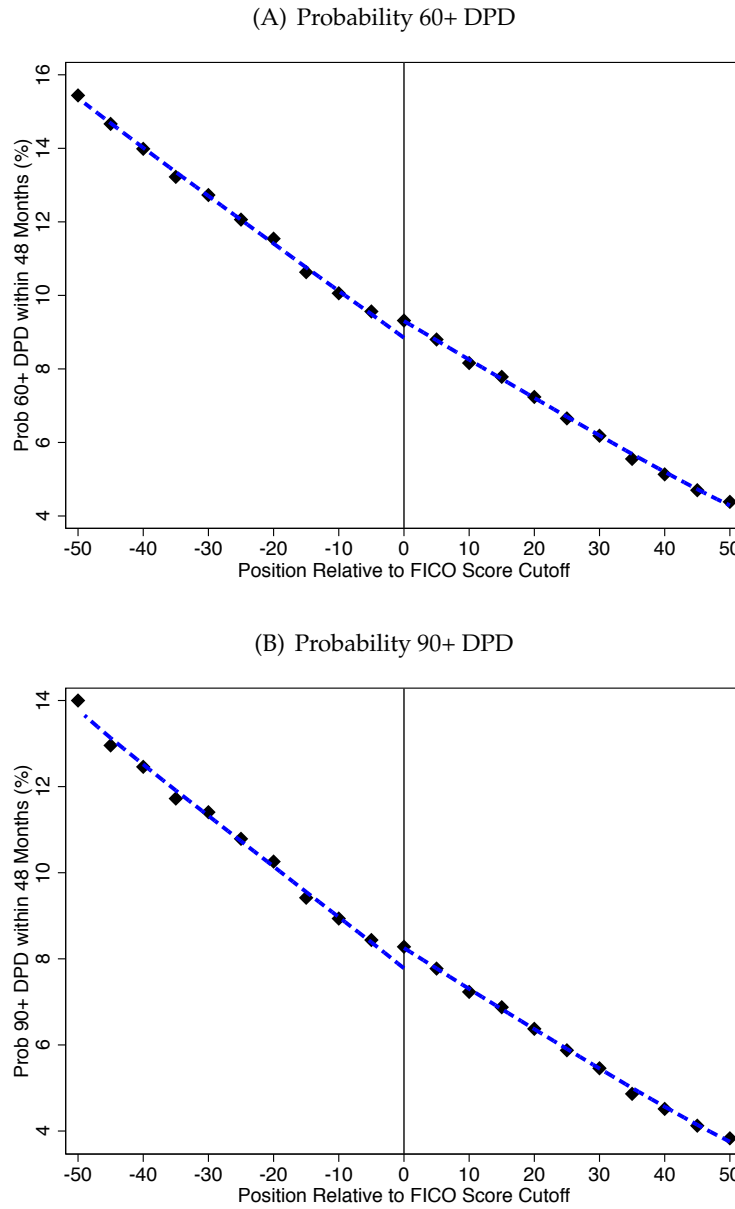 (A) Probability 60+ DPD
16
14
12
10
8
6
4
Prob 60+ DPD within 48 Months (%)
-50 -40 -30 -20 -10 0 10 20 30 40 50
Position Relative to FICO Score Cutoff
(B) Probability 90+ DPD
14
12
10
8
6
4
Prob 90+ DPD within 48 Months (%)
-50 -40 -30 -20 -10 0 10 20 30 40 50
Position Relative to FICO Score Cutoff